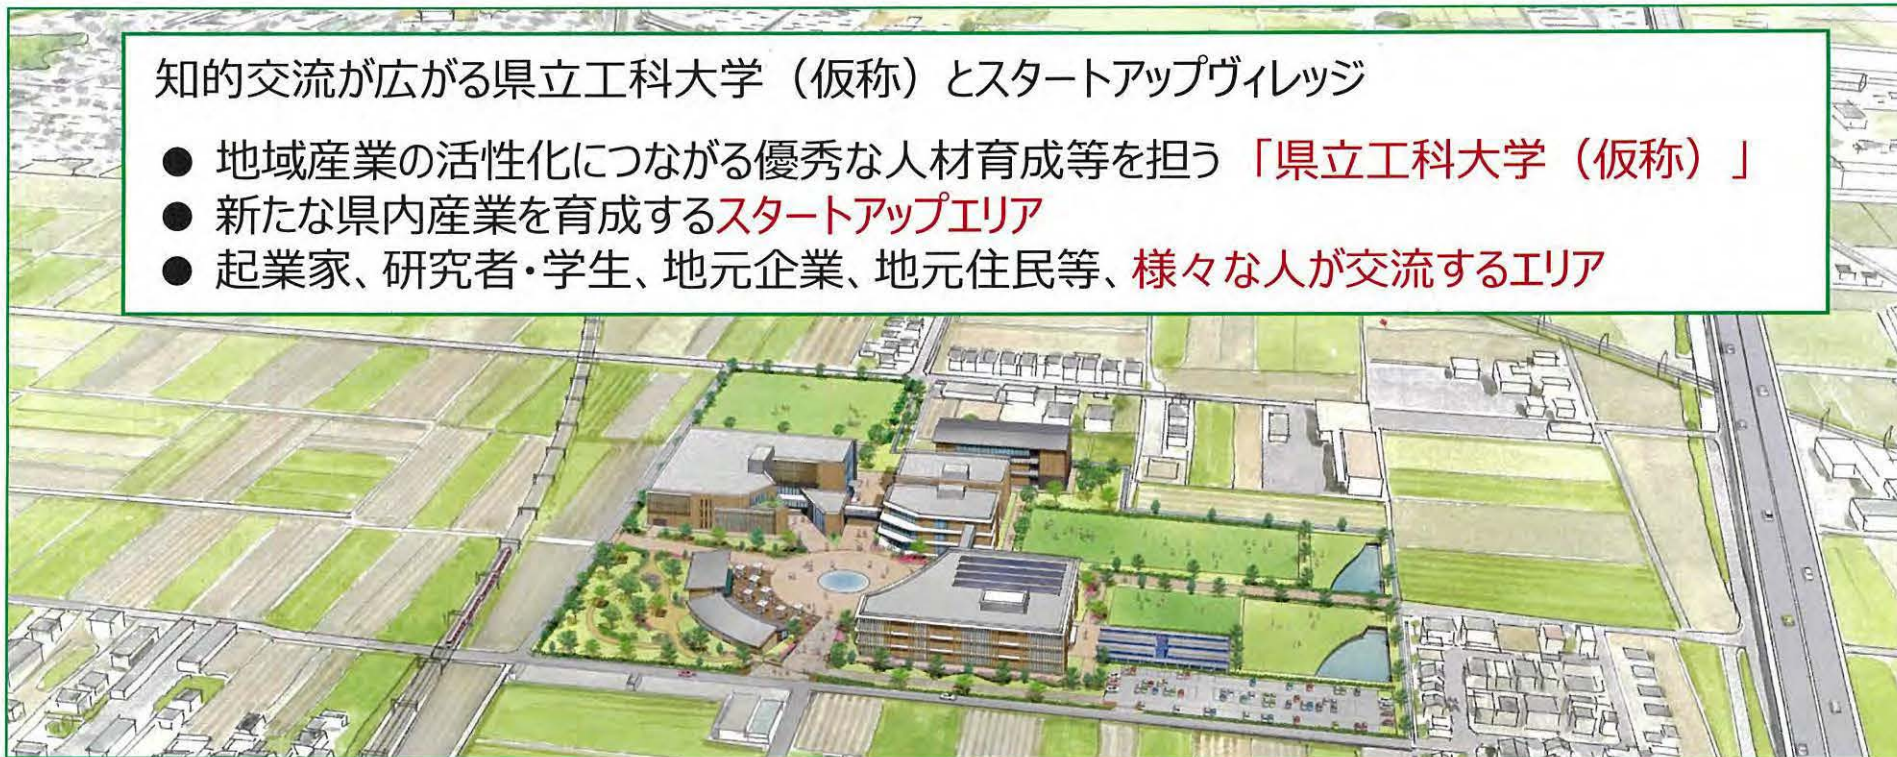 知的交流が広がる県立工科大学（仮称）とスタートアップヴィレッジ
● 地域産業の活性化につながる優秀な人材育成等を担う「県立工科大学（仮称）」
● 新たな県内産業を育成するスタートアップエリア
● 起業家、研究者・学生、地元企業、地元住民等、様々な人が交流するエリア